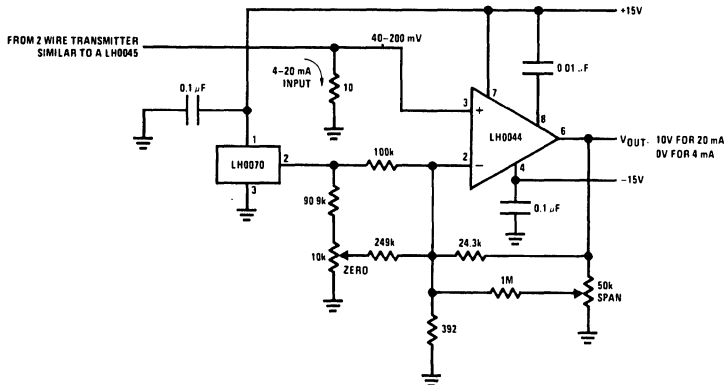 +15V
FROM 2 WIRE TRANSMITTER
SIMILAR TO A LH0045
40–200 mV
4–20 mA
INPUT
10
0.1 µF
0 01 µF
7
8
3
+
LH0044
6
VOUT. 10V FOR 20 mA
0V FOR 4 mA
1
LH0070
2
100k
2
–
4
–15V
3
0.1 µF
90 9k
10k
ZERO
249k
24.3k
1M
50k
SPAN
392